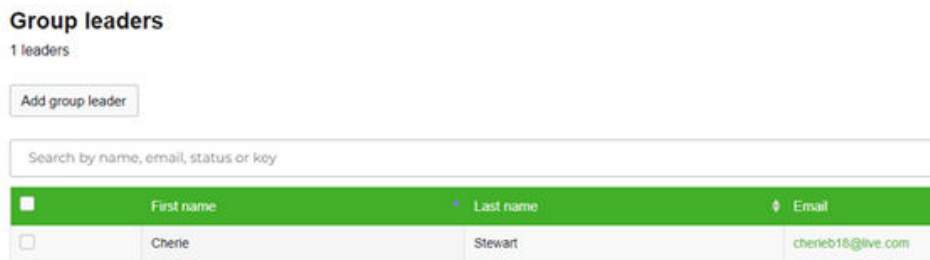 Group leaders
1 leaders
Add group leader
Search by name, email, status or key
First name Last name Email
Cherie Stewart cherieb18@live.com